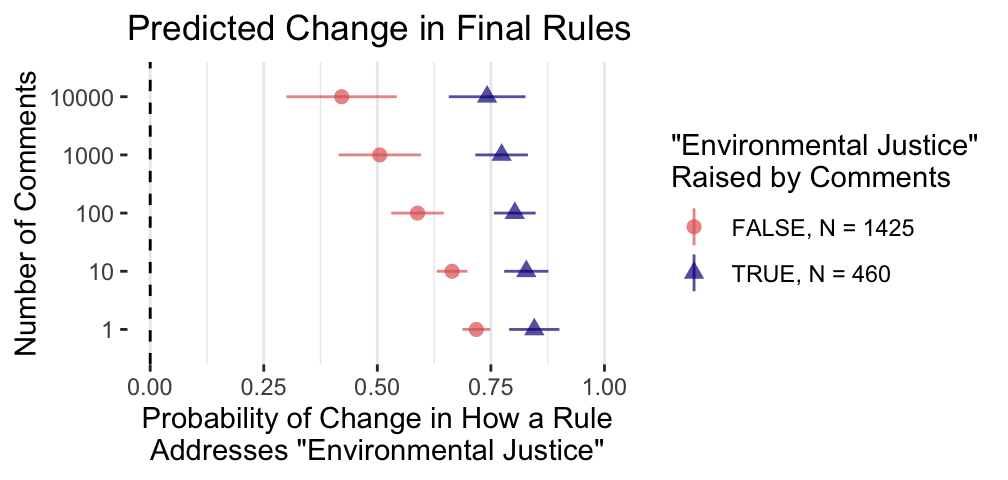 Predicted Change in Final Rules
Number of Comments
10000
1000
100
10
1
0.00 0.25 0.50 0.75 1.00
Probability of Change in How a Rule
Addresses "Environmental Justice"
"Environmental Justice"
Raised by Comments
FALSE, N = 1425
TRUE, N = 460